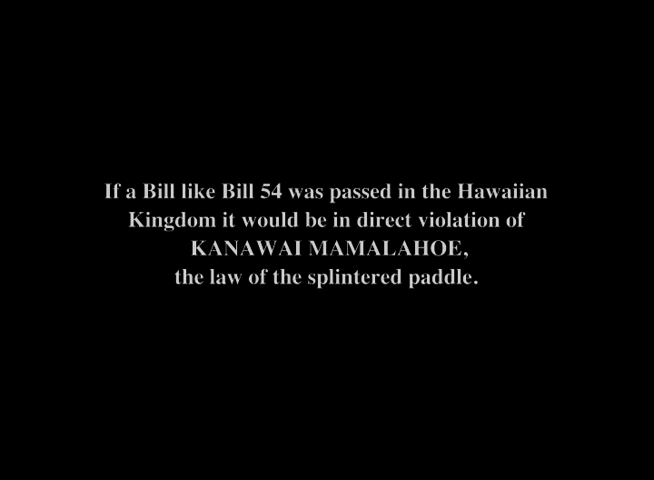 If a Bill like Bill 54 was passed in the Hawaiian
Kingdom it would be in direct violation of
KANAWAI MAMALAHOE,
the law of the splintered paddle.